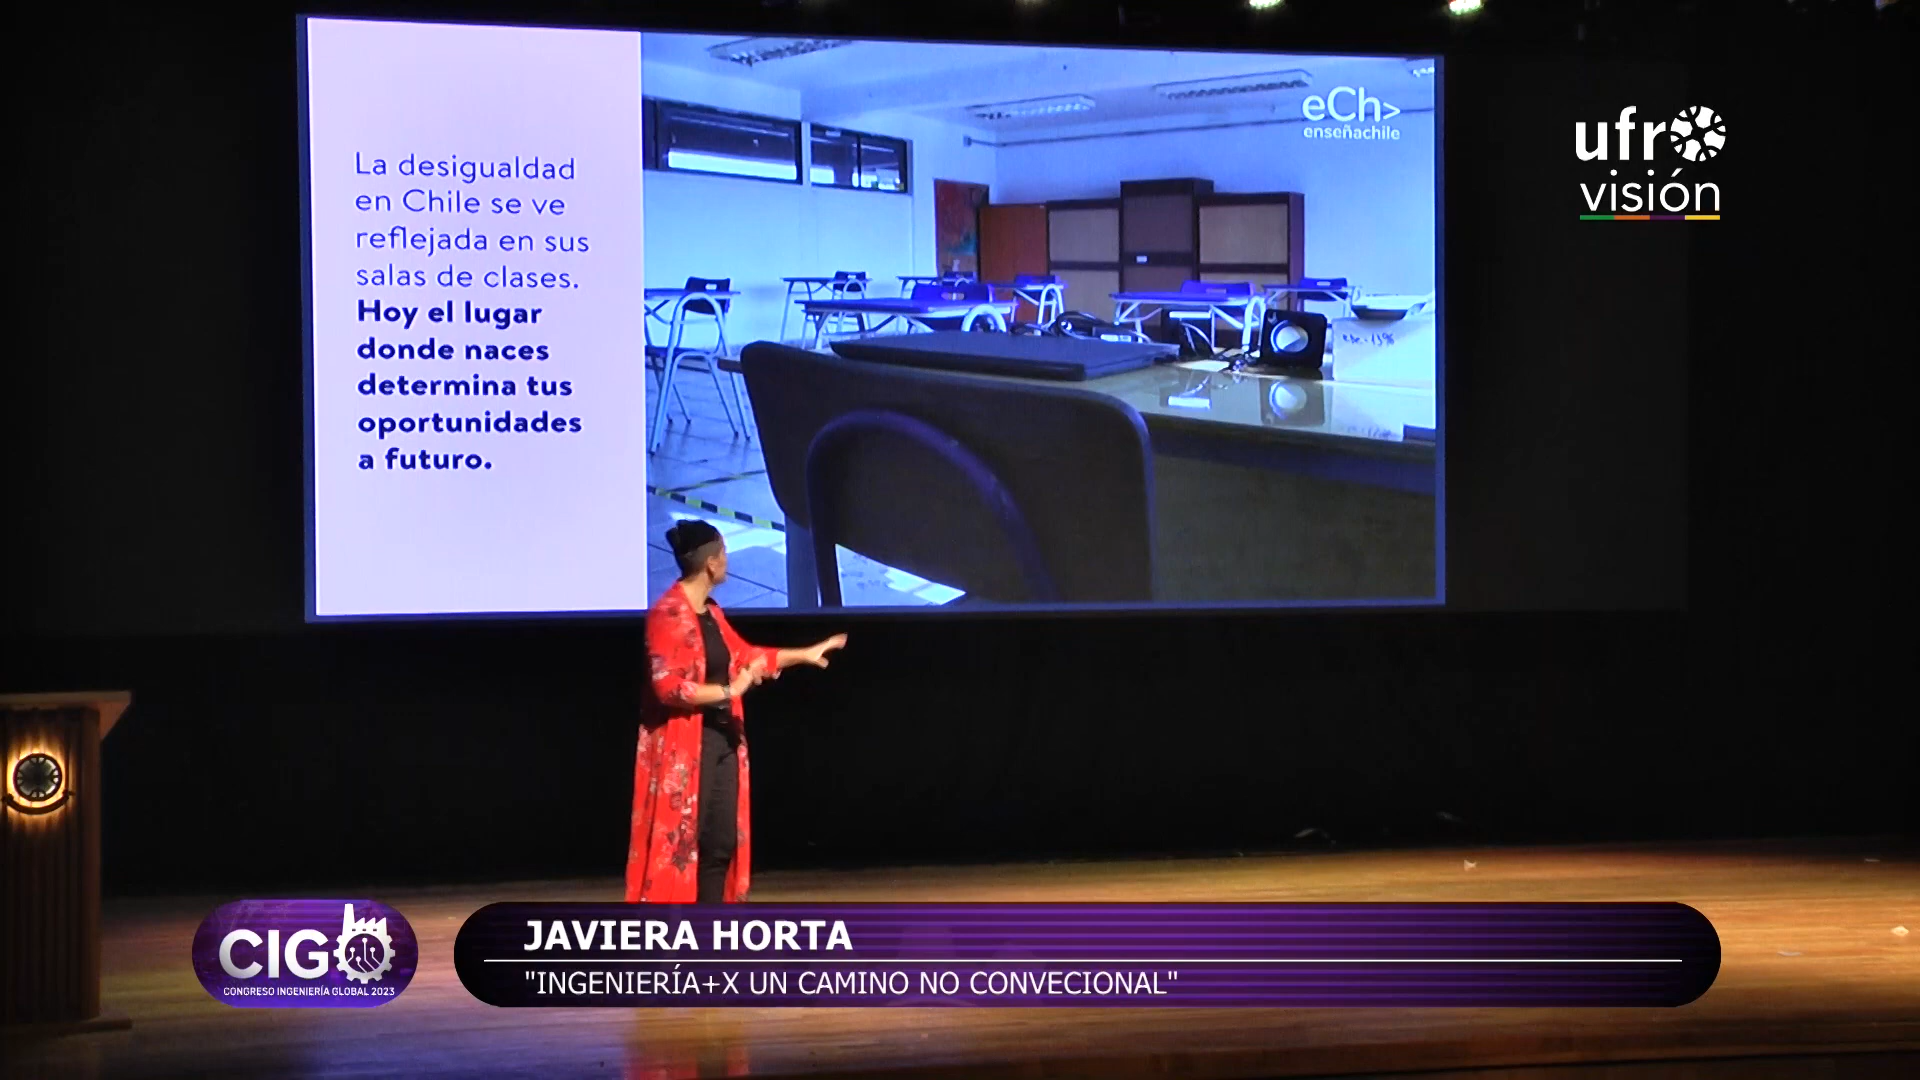 La desigualdad
en Chile se ve
reflejada en sus
salas de clases.
Hoy el lugar
donde naces
determina tus
oportunidades
a futuro.
eCh>
enseñachile
ufro
visión
CIGO
CONGRESO INGENIERÍA GLOBAL 2023
JAVIERA HORTA
"INGENIERÍA+X UN CAMINO NO CONVECIONAL"